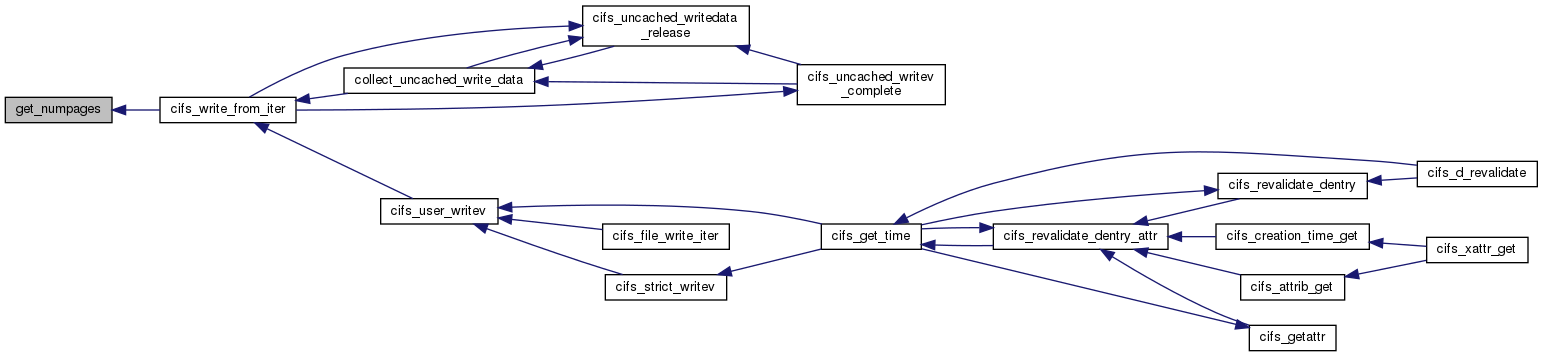 cifs_uncached_writedata
_release
collect_uncached_write_data
cifs_uncached_writev
_complete
get_numpages
cifs_write_from_iter
cifs_d_revalidate
cifs_revalidate_dentry
cifs_user_writev
cifs_file_write_iter
cifs_get_time
cifs_revalidate_dentry_attr
cifs_creation_time_get
cifs_xattr_get
cifs_strict_writev
cifs_attrib_get
cifs_getattr